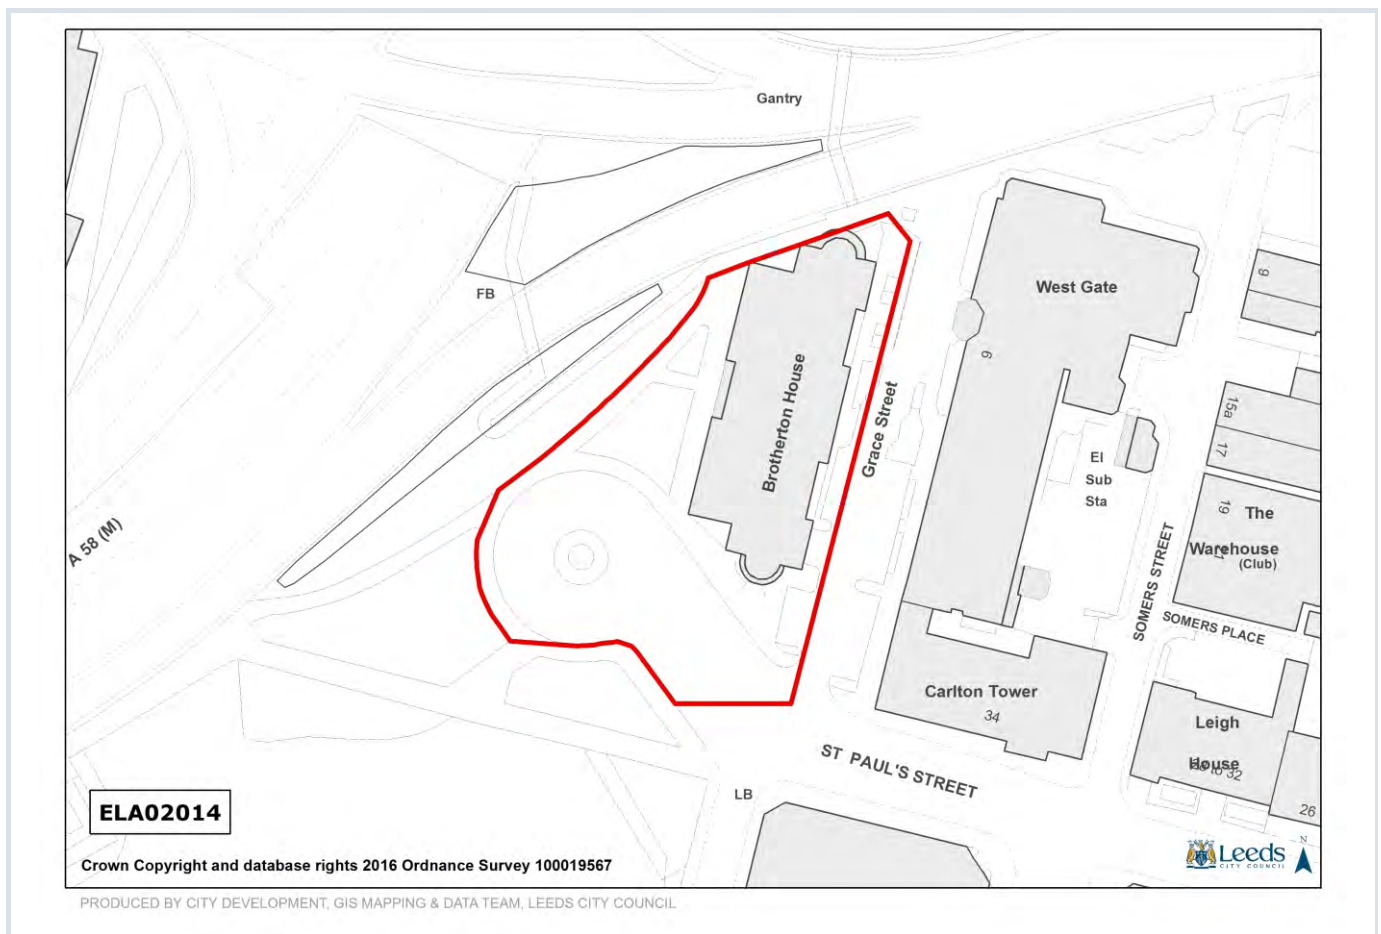 Gantry
West Gate
9
FB
6
Brotherton House
Grace Street
15a
17
El
Sub
Sta
19
The
Warehouse
(Club)
21
A 58 (M)
SOMERS STREET
SOMERS PLACE
Carlton Tower
34
Leigh
House
ST PAUL'S STREET
LB
26
ELA02014
Crown Copyright and database rights 2016 Ordnance Survey 100019567
Leeds
CITY COUNCIL
N
PRODUCED BY CITY DEVELOPMENT, GIS MAPPING & DATA TEAM, LEEDS CITY COUNCIL